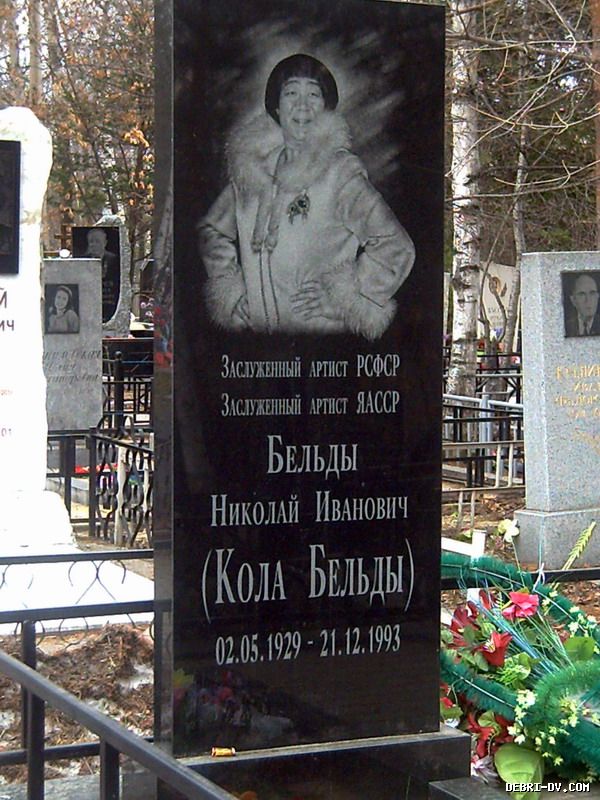 Заслуженный артист РСФСР
Заслуженный артист ЯАССР
Бельды
Николай Иванович
(Кола Бельды)
02.05.1929 - 21.12.1993
DEBRI-DV.COM